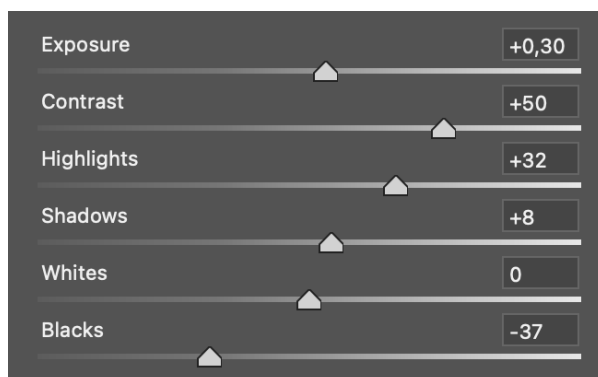 Exposure +0,30
Contrast +50
Highlights +32
Shadows +8
Whites 0
Blacks -37